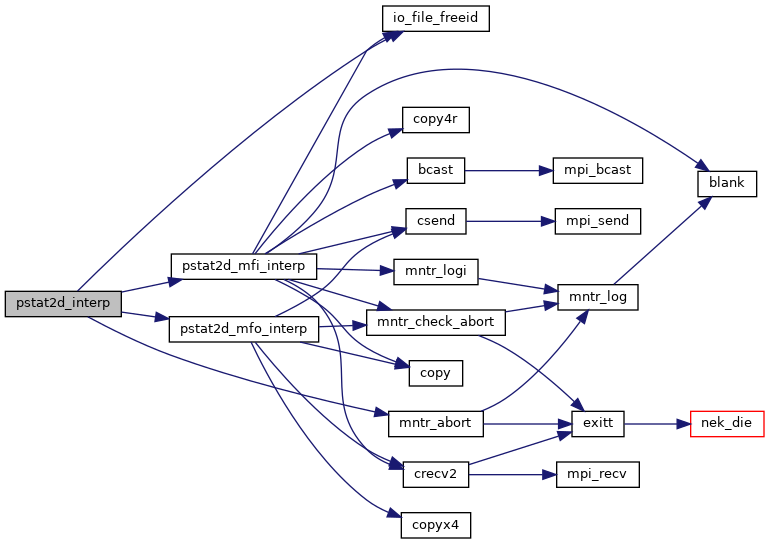 io_file_freeid
copy4r
bcast
mpi_bcast
blank
csend
mpi_send
pstat2d_mfi_interp
mntr_logi
pstat2d_interp
mntr_log
pstat2d_mfo_interp
mntr_check_abort
copy
mntr_abort
exitt
nek_die
crecv2
mpi_recv
copyx4